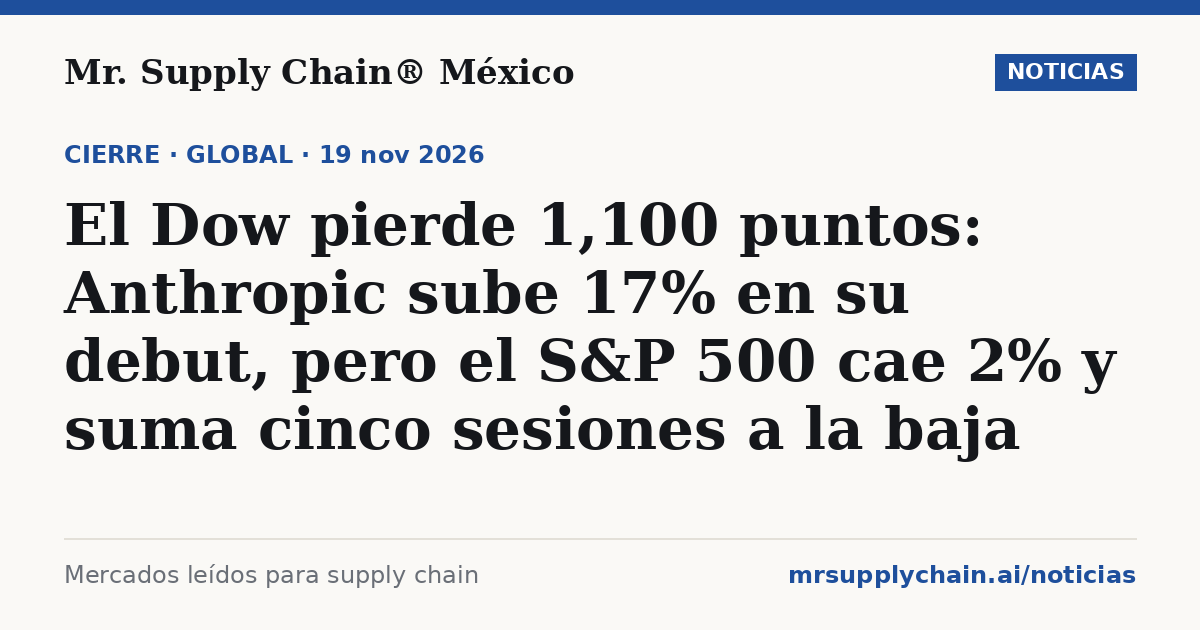 Mr. Supply Chain® México
NOTICIAS
CIERRE · GLOBAL · 19 nov 2026
El Dow pierde 1,100 puntos:
Anthropic sube 17% en su
debut, pero el S&P 500 cae 2% y
suma cinco sesiones a la baja
Mercados leídos para supply chain
mrsupplychain.ai/noticias